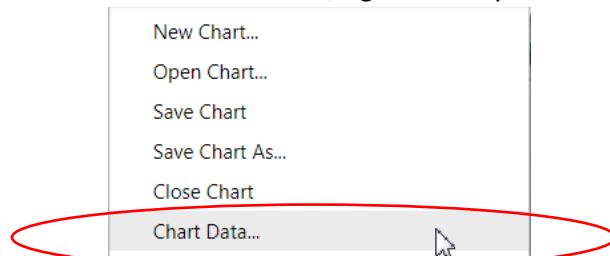 New Chart...
Open Chart...
Save Chart
Save Chart As...
Close Chart
Chart Data...